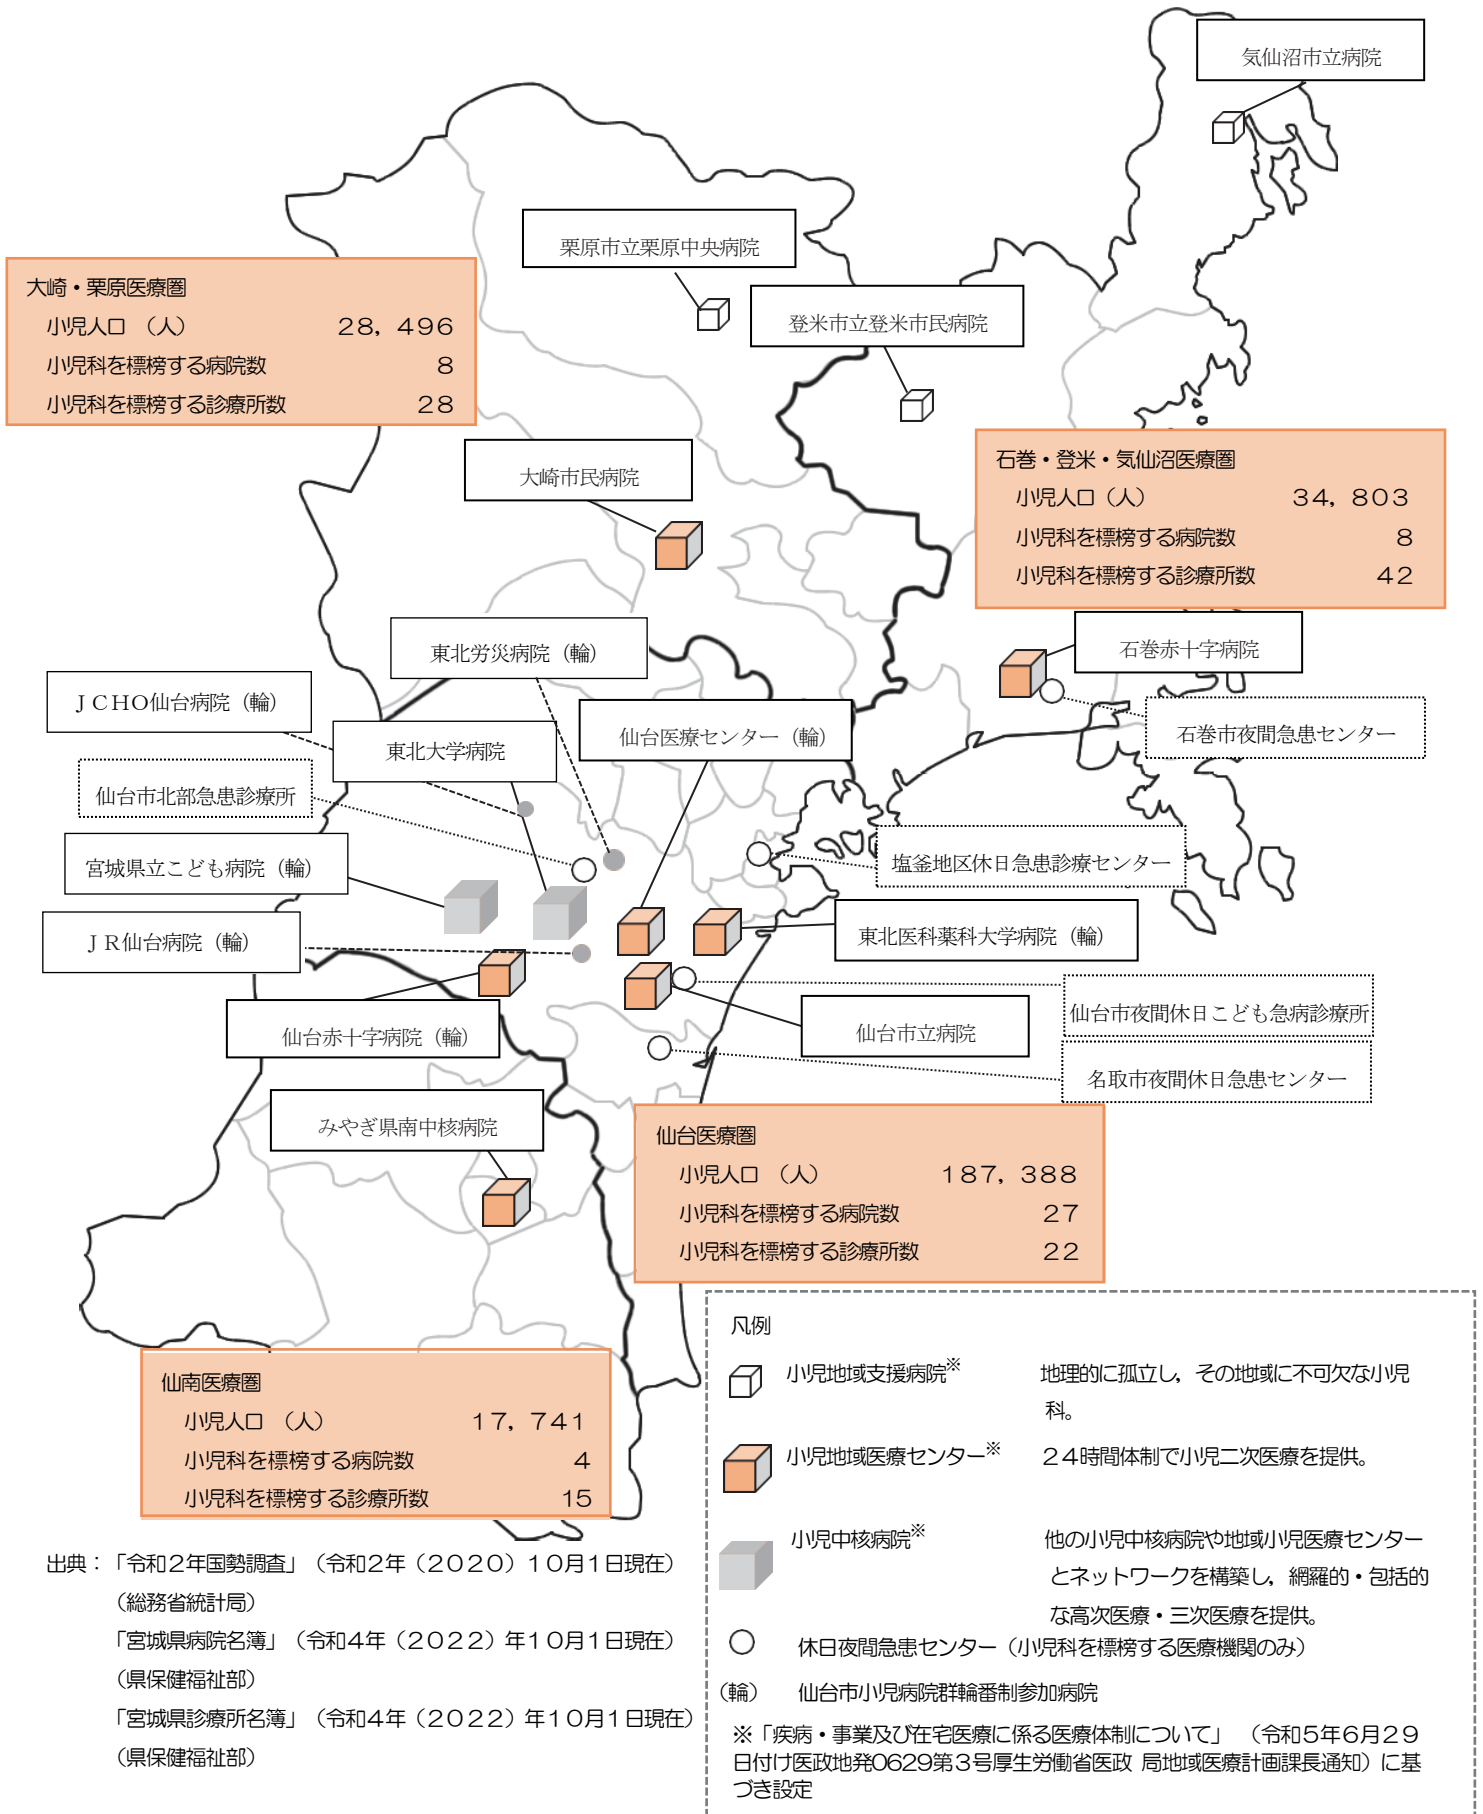 気仙沼市立病院
栗原市立栗原中央病院
大崎・栗原医療圏
小児人口　（人）　２８，４９６
小児科を標榜する病院数　８
小児科を標榜する診療所数　２８
登米市立登米市民病院
大崎市民病院
石巻・登米・気仙沼医療圏
小児人口（人）　３４，８０３
小児科を標榜する病院数　８
小児科を標榜する診療所数　４２
東北労災病院（輪）
石巻赤十字病院
ＪＣＨＯ仙台病院（輪）
東北大学病院
仙台医療センター（輪）
石巻市夜間急患センター
仙台市北部急患診療所
宮城県立こども病院（輪）
塩釜地区休日急患診療センター
ＪＲ仙台病院（輪）
東北医科薬科大学病院（輪）
仙台赤十字病院（輪）
仙台市立病院
仙台市夜間休日こども急病診療所
名取市夜間休日急患センター
みやぎ県南中核病院
仙台医療圏
小児人口　（人）　１８７，３８８
小児科を標榜する病院数　２７
小児科を標榜する診療所数　２２
仙南医療圏
小児人口　（人）　１７，７４１
小児科を標榜する病院数　４
小児科を標榜する診療所数　１５
凡例
小児地域支援病院※　地理的に孤立し，その地域に不可欠な小児
科。
小児地域医療センター※　２４時間体制で小児二次医療を提供。
小児中核病院※　他の小児中核病院や地域小児医療センター
とネットワークを構築し，網羅的・包括的
な高次医療・三次医療を提供。
休日夜間急患センター（小児科を標榜する医療機関のみ）
（輪）　仙台市小児病院群輪番制参加病院
※「疾病・事業及び在宅医療に係る医療体制について」　（令和５年６月２９
日付け医政地発0629第３号厚生労働省医政 局地域医療計画課長通知）に基
づき設定
出典：「令和２年国勢調査」（令和２年（２０２０）１０月１日現在）
（総務省統計局）
「宮城県病院名簿」（令和４年（２０２２）年１０月１日現在）
（県保健福祉部）
「宮城県診療所名簿」（令和４年（２０２２）年１０月１日現在）
（県保健福祉部）